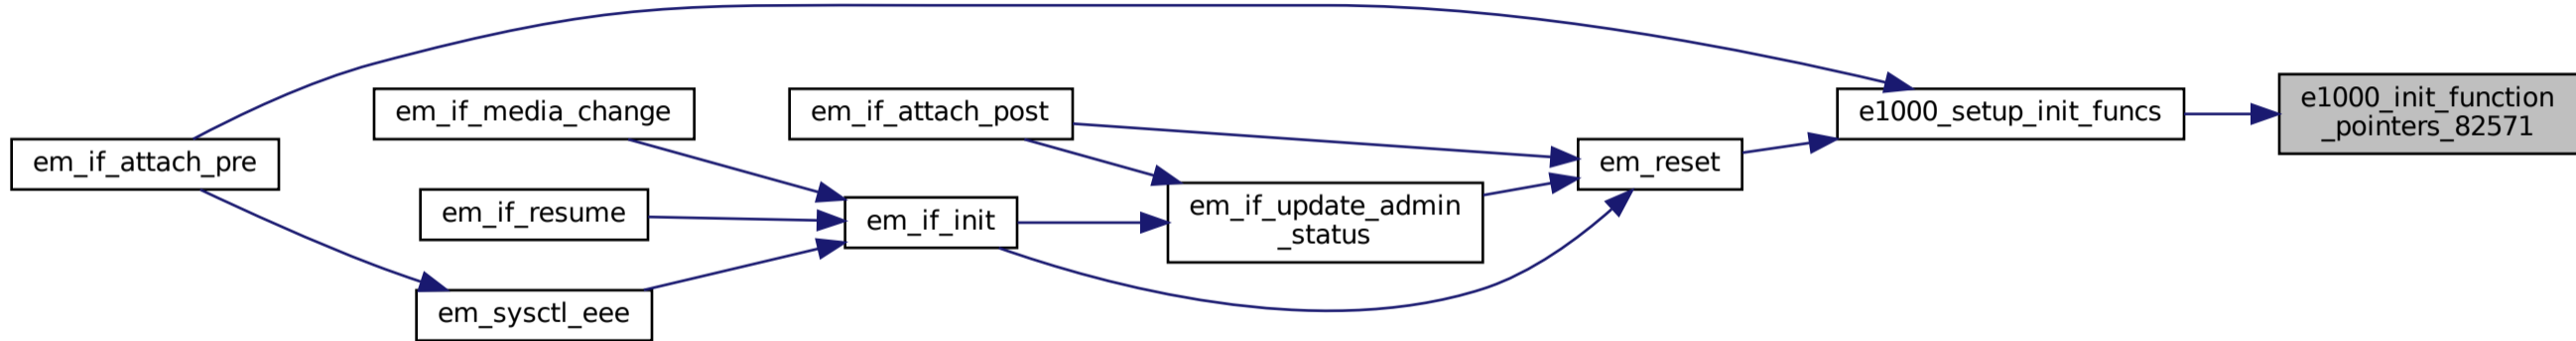 em_if_attach_pre
em_if_media_change
em_if_resume
em_sysctl_eee
em_if_attach_post
em_if_init
em_if_update_admin
_status
em_reset
e1000_setup_init_funcs
e1000_init_function
_pointers_82571